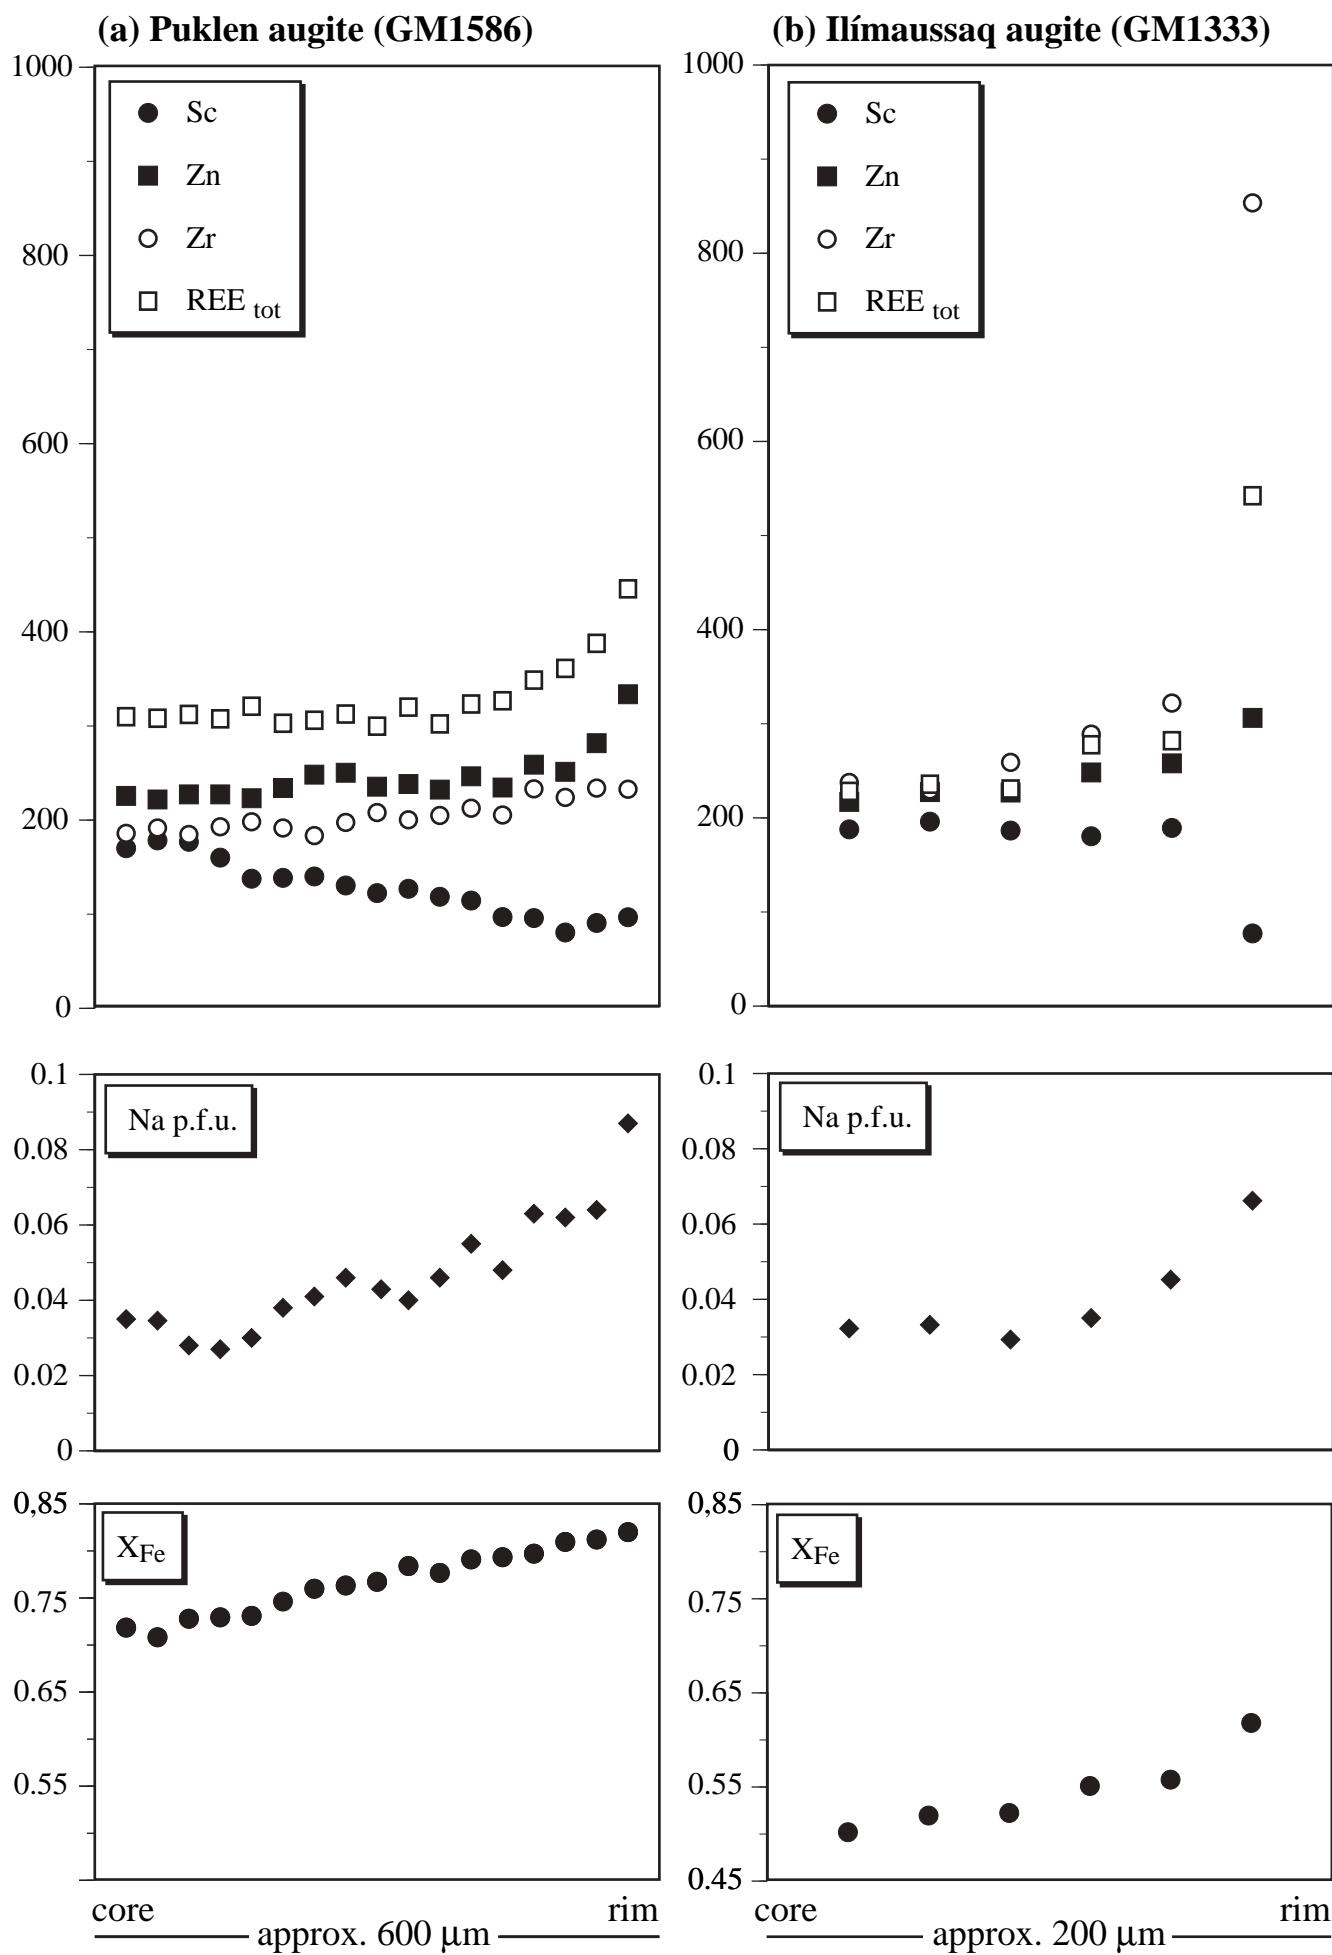 (a) Puklen augite (GM1586)
1000
800
600
400
200
0
Sc
Zn
Zr
REE tot
0.1
0.08
0.06
0.04
0.02
0
Na p.f.u.
0,85
0.75
0.65
0.55
XFe
core
rim
approx. 600 µm
(b) Ilímaussaq augite (GM1333)
1000
800
600
400
200
0
Sc
Zn
Zr
REE tot
0.1
0.08
0.06
0.04
0.02
0
Na p.f.u.
0,85
0.75
0.65
0.55
0.45
XFe
core
rim
approx. 200 µm